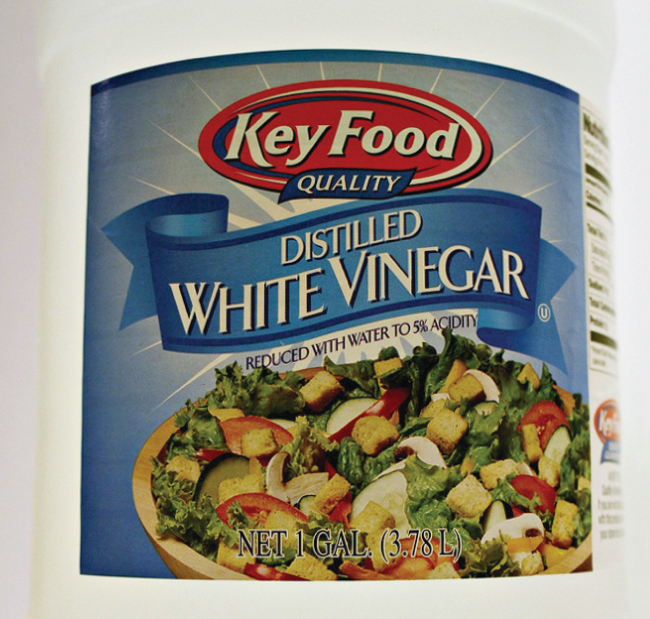 Key Food
QUALITY
DISTILLED
WHITE VINEGAR
U
REDUCED WITH WATER TO 5% ACIDITY
NET 1 GAL. (3.78 L)